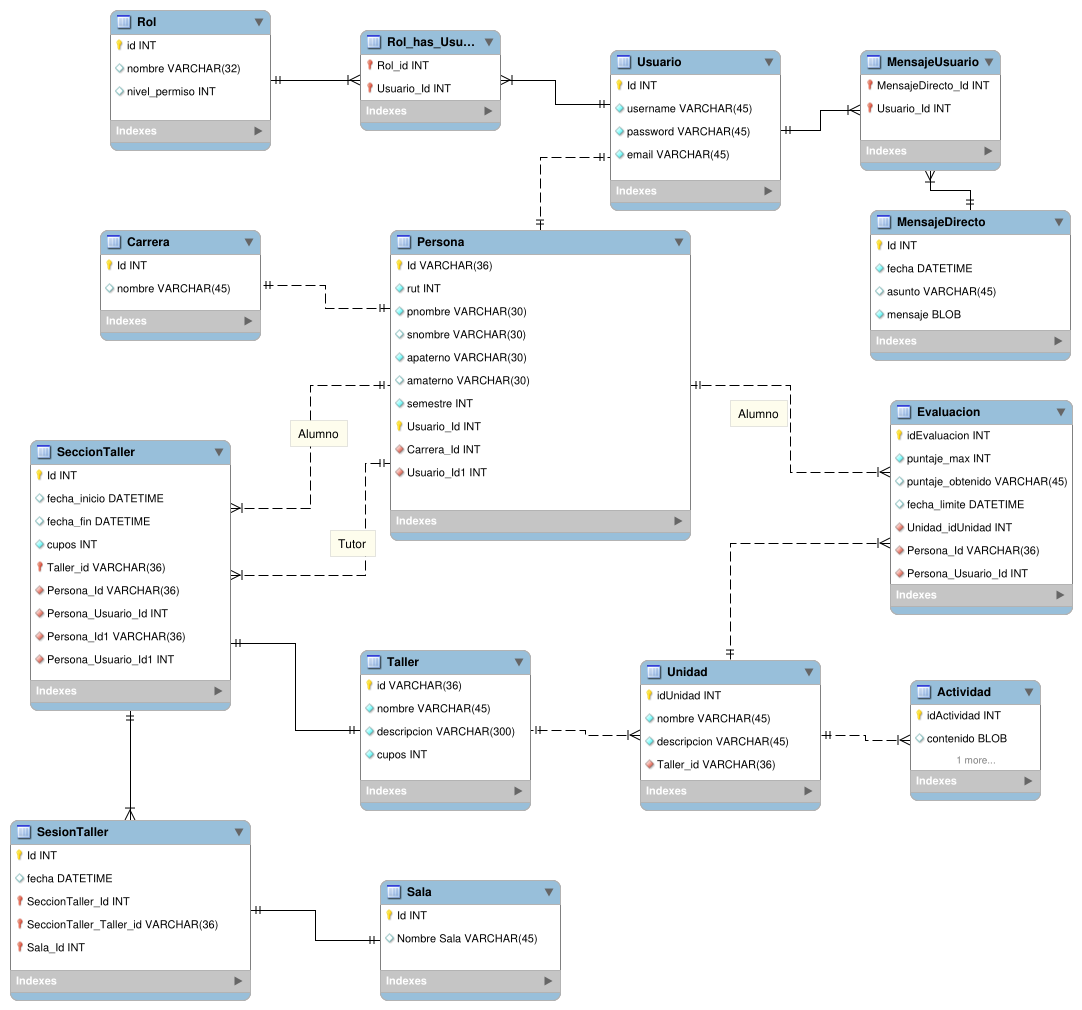 Rol
id INT
nombre VARCHAR(32)
nivel_permiso INT
Indexes
Rol_has_Usu...
Rol_id INT
Usuario_Id INT
Indexes
Usuario
Id INT
username VARCHAR(45)
password VARCHAR(45)
email VARCHAR(45)
Indexes
MensajeUsuario
MensajeDirecto_Id INT
Usuario_Id INT
Indexes
MensajeDirecto
Id INT
fecha DATETIME
asunto VARCHAR(45)
mensaje BLOB
Indexes
Carrera
Id INT
nombre VARCHAR(45)
Indexes
Persona
Id VARCHAR(36)
rut INT
pnombre VARCHAR(30)
snombre VARCHAR(30)
apaterno VARCHAR(30)
amaterno VARCHAR(30)
semestre INT
Usuario_Id INT
Carrera_Id INT
Usuario_Id1 INT
Indexes
Alumno
Tutor
Alumno
Evaluacion
idEvaluacion INT
puntaje_max INT
puntaje_obtenido VARCHAR(45)
fecha_limite DATETIME
Unidad_idUnidad INT
Persona_Id VARCHAR(36)
Persona_Usuario_Id INT
Indexes
SeccionTaller
Id INT
fecha_inicio DATETIME
fecha_fin DATETIME
cupos INT
Taller_id VARCHAR(36)
Persona_Id VARCHAR(36)
Persona_Usuario_Id INT
Persona_Id1 VARCHAR(36)
Persona_Usuario_Id1 INT
Indexes
Taller
id VARCHAR(36)
nombre VARCHAR(45)
descripcion VARCHAR(300)
cupos INT
Indexes
Unidad
idUnidad INT
nombre VARCHAR(45)
descripcion VARCHAR(45)
Taller_id VARCHAR(36)
Indexes
Actividad
idActividad INT
contenido BLOB
1 more...
Indexes
SesionTaller
Id INT
fecha DATETIME
SeccionTaller_Id INT
SeccionTaller_Taller_id VARCHAR(36)
Sala_Id INT
Indexes
Sala
Id INT
Nombre Sala VARCHAR(45)
Indexes